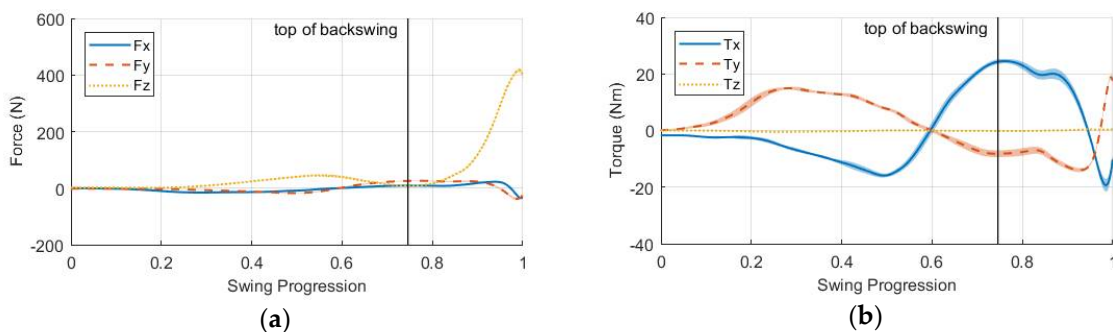 600
400
200
0
-200
Force (N)
Fx
Fy
Fz
top of backswing
0
0.2
0.4
0.6
0.8
1
Swing Progression
(a)
40
20
0
-20
-40
Torque (Nm)
Tx
Ty
Tz
top of backswing
0
0.2
0.4
0.6
0.8
1
Swing Progression
(b)